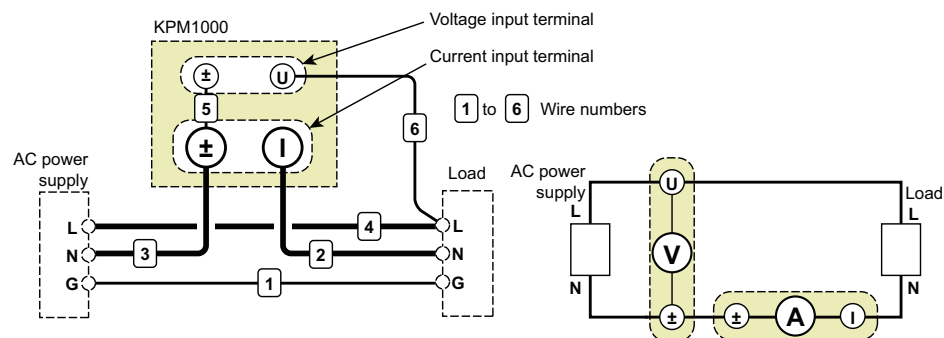 KPM1000
Voltage input terminal
Current input terminal
± U
5
± I
6
1 to 6 Wire numbers
AC power
supply
Load
L 4 L
N 3 2 N
G 1 G
AC power
supply
L
N
U
V
±
± A I
Load
L
N